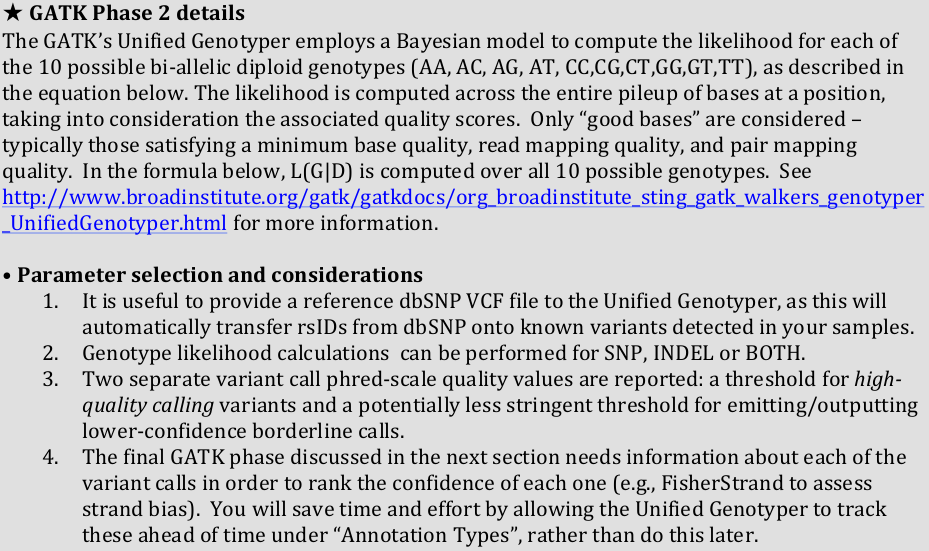 ★ GATK Phase 2 details
The GATK’s Unified Genotyper employs a Bayesian model to compute the likelihood for each of
the 10 possible bi-allelic diploid genotypes (AA, AC, AG, AT, CC,CG,CT,GG,GT,TT), as described in
the equation below. The likelihood is computed across the entire pileup of bases at a position,
taking into consideration the associated quality scores.  Only “good bases” are considered –
typically those satisfying a minimum base quality, read mapping quality, and pair mapping
quality.  In the formula below, L(G|D) is computed over all 10 possible genotypes.  See
http://www.broadinstitute.org/gatk/gatkdocs/org_broadinstitute_sting_gatk_walkers_genotyper
_UnifiedGenotyper.html for more information.
• Parameter selection and considerations
1. It is useful to provide a reference dbSNP VCF file to the Unified Genotyper, as this will
automatically transfer rsIDs from dbSNP onto known variants detected in your samples.
2. Genotype likelihood calculations  can be performed for SNP, INDEL or BOTH.
3. Two separate variant call phred-scale quality values are reported: a threshold for high-
quality calling variants and a potentially less stringent threshold for emitting/outputting
lower-confidence borderline calls.
4. The final GATK phase discussed in the next section needs information about each of the
variant calls in order to rank the confidence of each one (e.g., FisherStrand to assess
strand bias).  You will save time and effort by allowing the Unified Genotyper to track
these ahead of time under “Annotation Types”, rather than do this later.